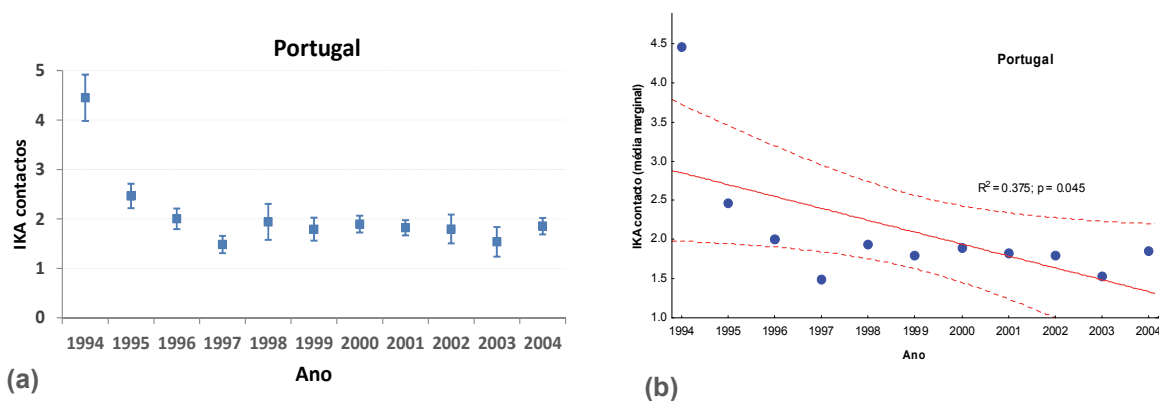 Portugal
5
4
3
2
1
0
IKA contactos
1994 1995 1996 1997 1998 1999 2000 2001 2002 2003 2004
Ano
(a)
Portugal
4.5
4.0
3.5
3.0
2.5
2.0
1.5
1.0
IKA contacto (média marginal)
R² = 0.375; p = 0.045
1994 1995 1996 1997 1998 1999 2000 2001 2002 2003 2004
Ano
(b)